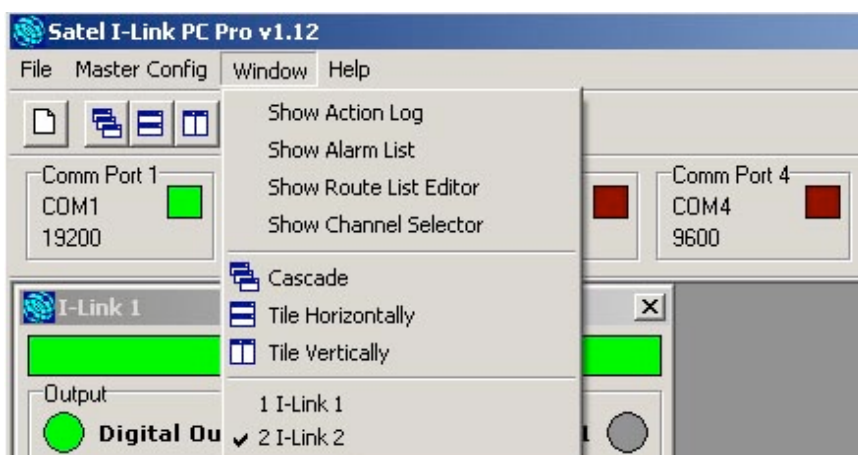 Satel I-Link PC Pro v1.12
File Master Config Window Help
Show Action Log
Show Alarm List
Show Route List Editor
Show Channel Selector
Comm Port 1
COM1
19200
Comm Port 4
COM4
9600
Cascade
Tile Horizontally
Tile Vertically
1 I-Link 1
2 I-Link 2
I-Link 1
Output
Digital Ou
1